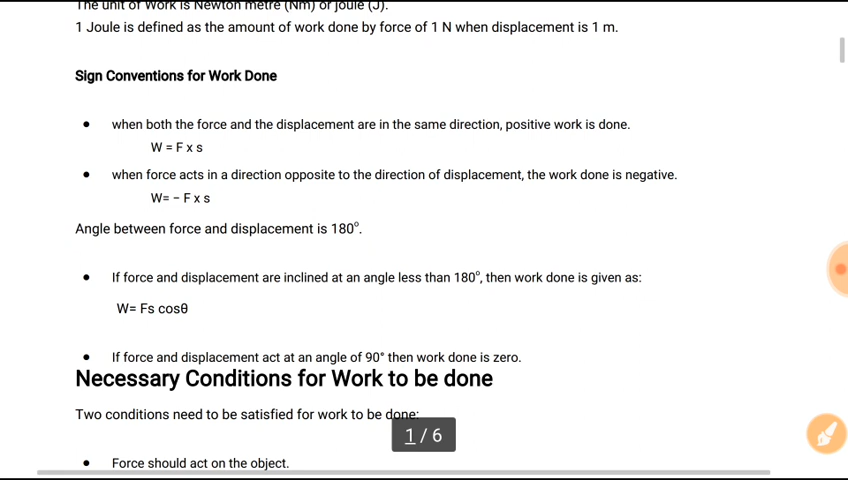 The unit of Work is Newton metre (Nm) or joule (J).
1 Joule is defined as the amount of work done by force of 1 N when displacement is 1 m.
Sign Conventions for Work Done
• when both the force and the displacement are in the same direction, positive work is done.
W = F x s
• when force acts in a direction opposite to the direction of displacement, the work done is negative.
W= − F x s
Angle between force and displacement is 180°.
• If force and displacement are inclined at an angle less than 180°, then work done is given as:
W= Fs cosθ
• If force and displacement act at an angle of 90° then work done is zero.
Necessary Conditions for Work to be done
Two conditions need to be satisfied for work to be done:
1 / 6
• Force should act on the object.